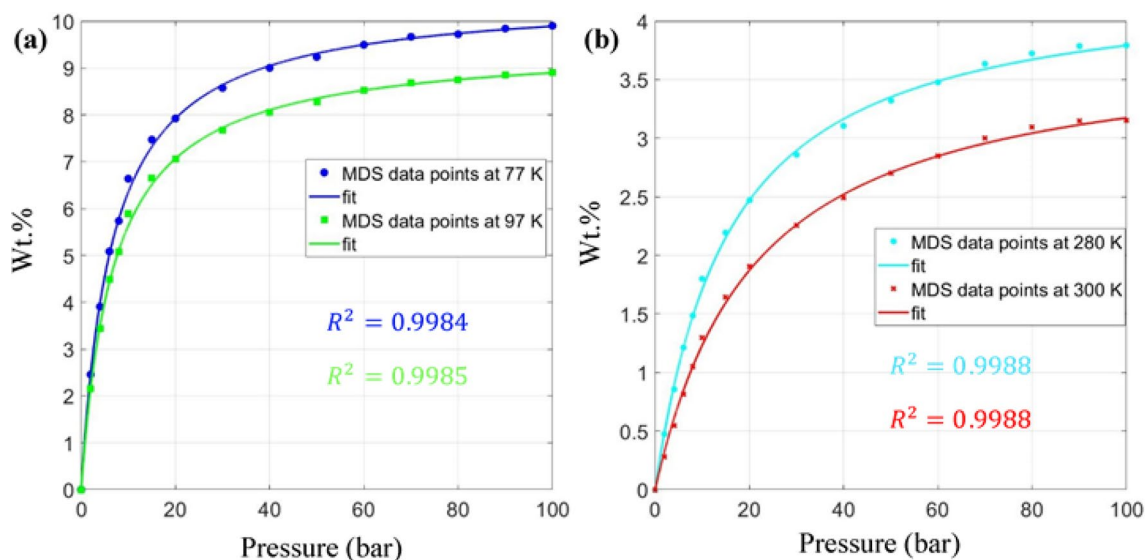 (a)
10
9
8
7
6
5
4
3
2
1
0
Wt.%
MDS data points at 77 K
fit
MDS data points at 97 K
fit
R² = 0.9984
R² = 0.9985
0 20 40 60 80 100
Pressure (bar)
(b)
4
3.5
3
2.5
2
1.5
1
0.5
0
Wt.%
MDS data points at 280 K
fit
MDS data points at 300 K
fit
R² = 0.9988
R² = 0.9988
0 20 40 60 80 100
Pressure (bar)